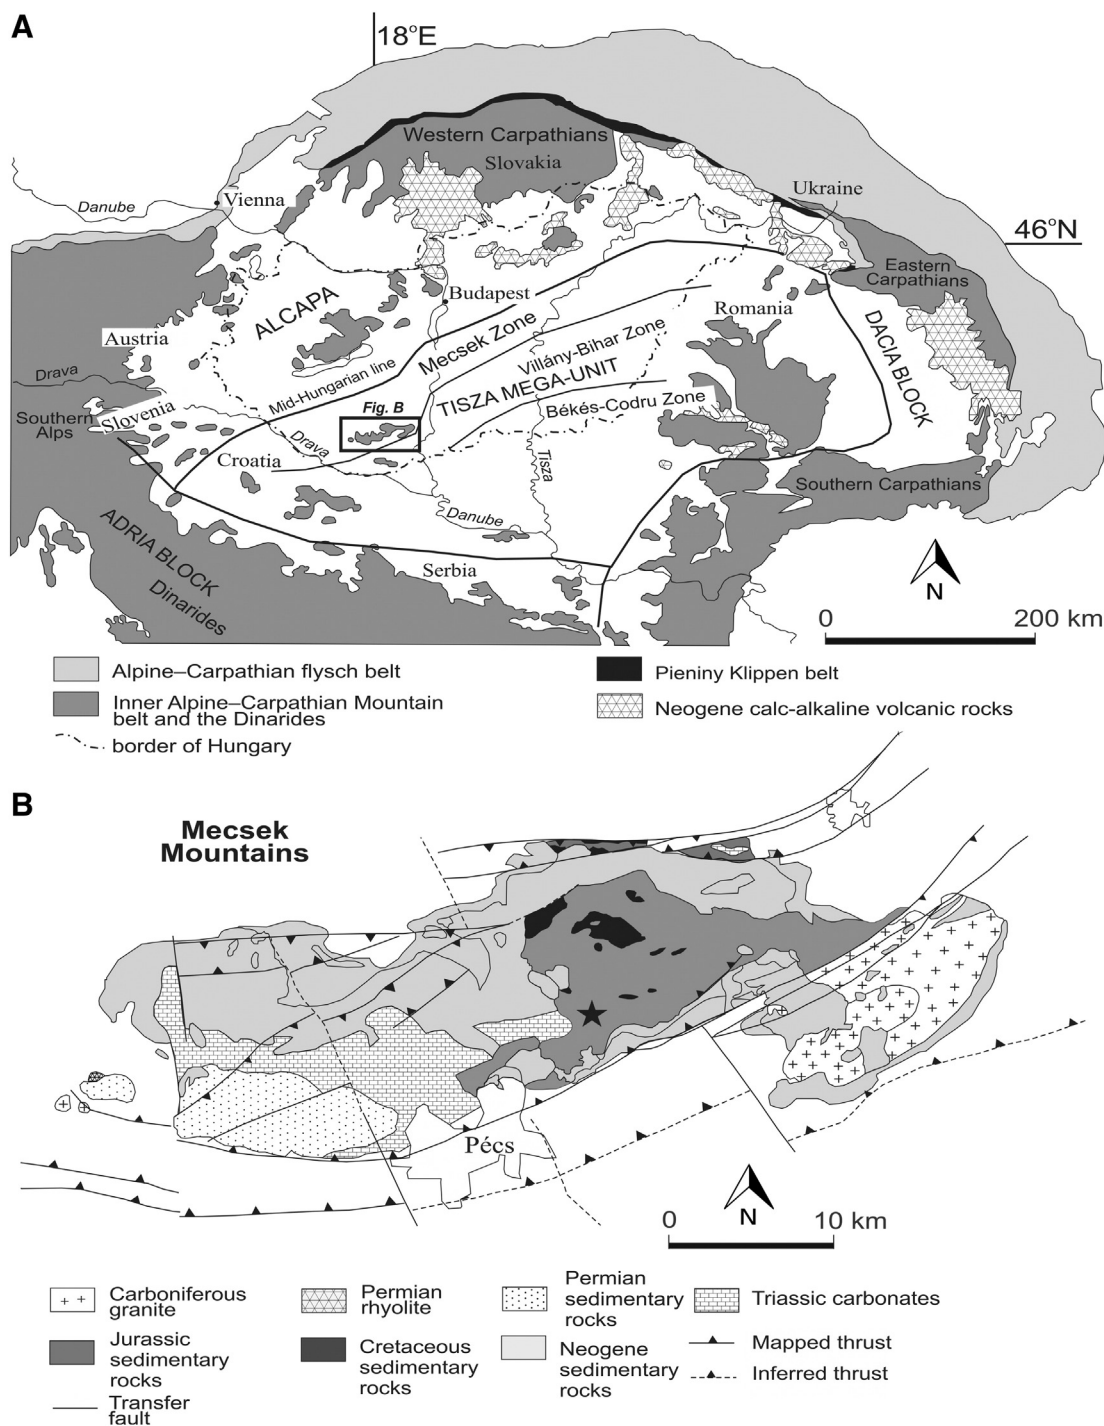 A
18°E
Western Carpathians
Slovakia
Ukraine
Vienna
Danube
46°N
Eastern
Carpathians
Budapest
ALCAPA
Romania
Austria
Mecsek Zone
DACIA BLOCK
Villány-Bihar Zone
Drava
Mid-Hungarian line
TISZA MEGA-UNIT
Southern
Alps
Slovenia
Fig. B
Békés-Codru Zone
Drava
Croatia
Tisza
Southern Carpathians
ADRIA BLOCK
Danube
Dinarides
Serbia
N
0
200 km
Alpine–Carpathian flysch belt
Pieniny Klippen belt
Inner Alpine–Carpathian Mountain
belt and the Dinarides
Neogene calc-alkaline volcanic rocks
border of Hungary
B
Mecsek
Mountains
Pécs
N
0
10 km
Carboniferous
granite
Permian
rhyolite
Permian
sedimentary
rocks
Triassic carbonates
Jurassic
sedimentary
rocks
Cretaceous
sedimentary
rocks
Neogene
sedimentary
rocks
Mapped thrust
Inferred thrust
Transfer
fault